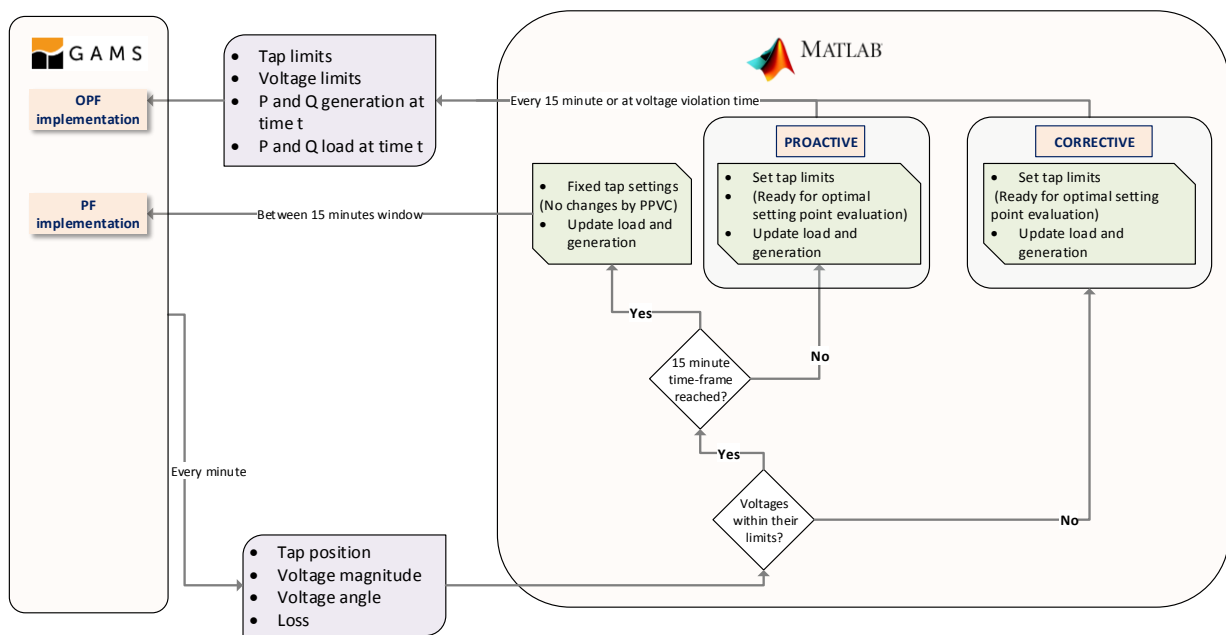 GAMS
OPF
implementation
PF
implementation
• Tap limits
• Voltage limits
• P and Q generation at
time t
• P and Q load at time t
MATLAB®
Every 15 minute or at voltage violation time
Between 15 minutes window
• Fixed tap settings
(No changes by PPVC)
• Update load and
generation
PROACTIVE
• Set tap limits
• (Ready for optimal
setting point evaluation)
• Update load and
generation
CORRECTIVE
• Set tap limits
(Ready for optimal setting
point evaluation)
• Update load and
generation
Yes
No
15 minute
time-frame
reached?
Yes
Voltages
within their
limits?
No
Every minute
• Tap position
• Voltage magnitude
• Voltage angle
• Loss